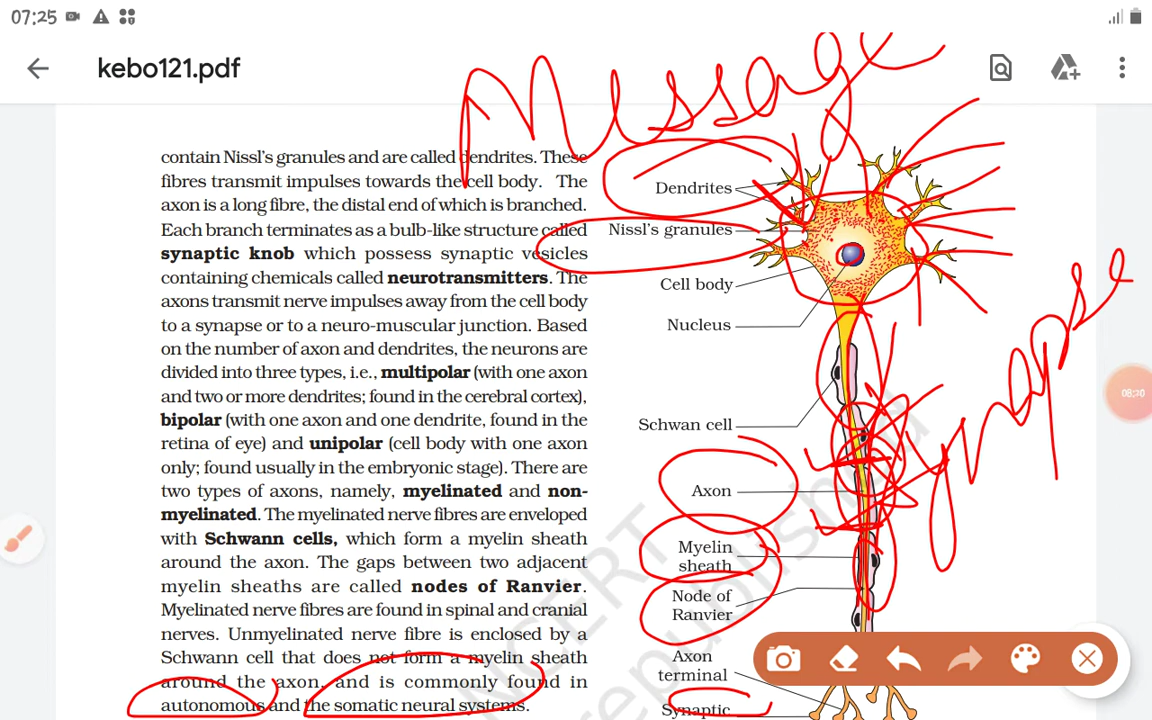 07:25
kebo121.pdf
Message
contain Nissl's granules and are called dendrites. These
fibres transmit impulses towards the cell body. The
axon is a long fibre, the distal end of which is branched.
Each branch terminates as a bulb-like structure called
synaptic knob which possess synaptic vesicles
containing chemicals called neurotransmitters. The
axons transmit nerve impulses away from the cell body
to a synapse or to a neuro-muscular junction. Based
on the number of axon and dendrites, the neurons are
divided into three types, i.e., multipolar (with one axon
and two or more dendrites; found in the cerebral cortex),
bipolar (with one axon and one dendrite, found in the
retina of eye) and unipolar (cell body with one axon
only; found usually in the embryonic stage). There are
two types of axons, namely, myelinated and non-
myelinated. The myelinated nerve fibres are enveloped
with Schwann cells, which form a myelin sheath
around the axon. The gaps between two adjacent
myelin sheaths are called nodes of Ranvier.
Myelinated nerve fibres are found in spinal and cranial
nerves. Unmyelinated nerve fibre is enclosed by a
Schwann cell that does not form a myelin sheath
around the axon, and is commonly found in
autonomous and the somatic neural systems.
Dendrites
Nissl's granules
Cell body
Nucleus
Schwan cell
Axon
Myelin
sheath
Node of
Ranvier
Axon
terminal
Synaptic
synapse
NCERT
republished